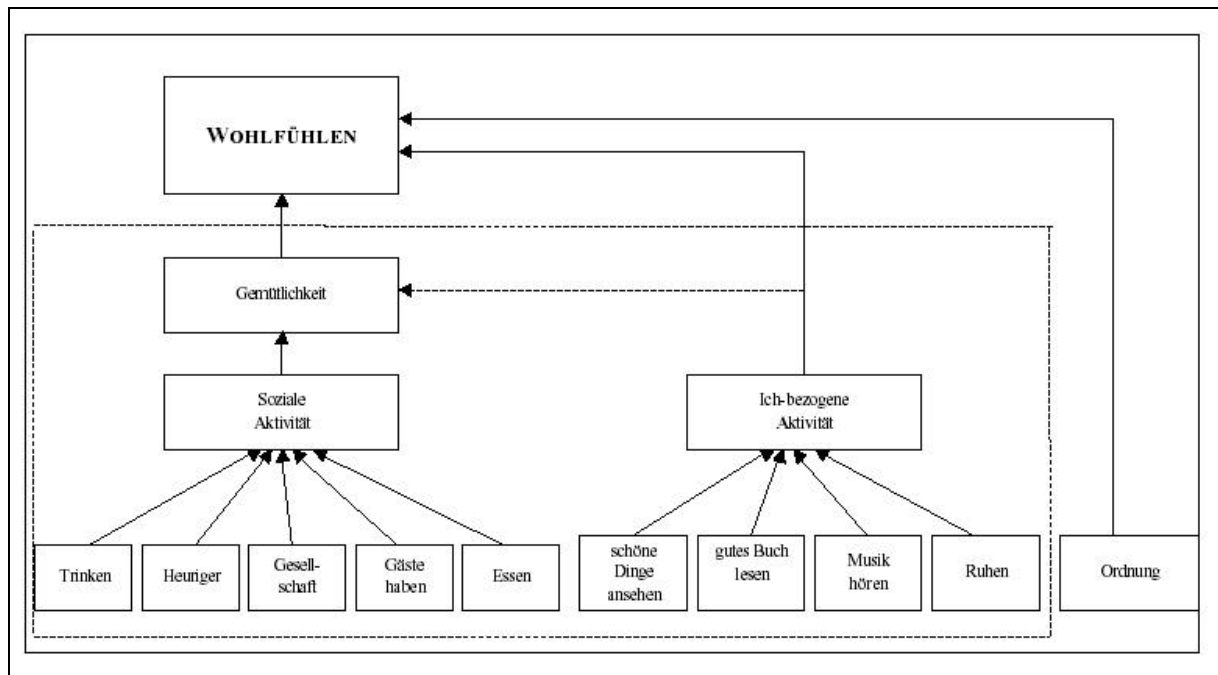 WOHLFÜHLEN
Gemütlichkeit
Soziale
Aktivität
Ich-bezogene
Aktivität
Trinken
Heuriger
Gesell-
schaft
Gäste
haben
Essen
schöne
Dinge
ansehen
gutes Buch
lesen
Musik
hören
Ruhen
Ordnung